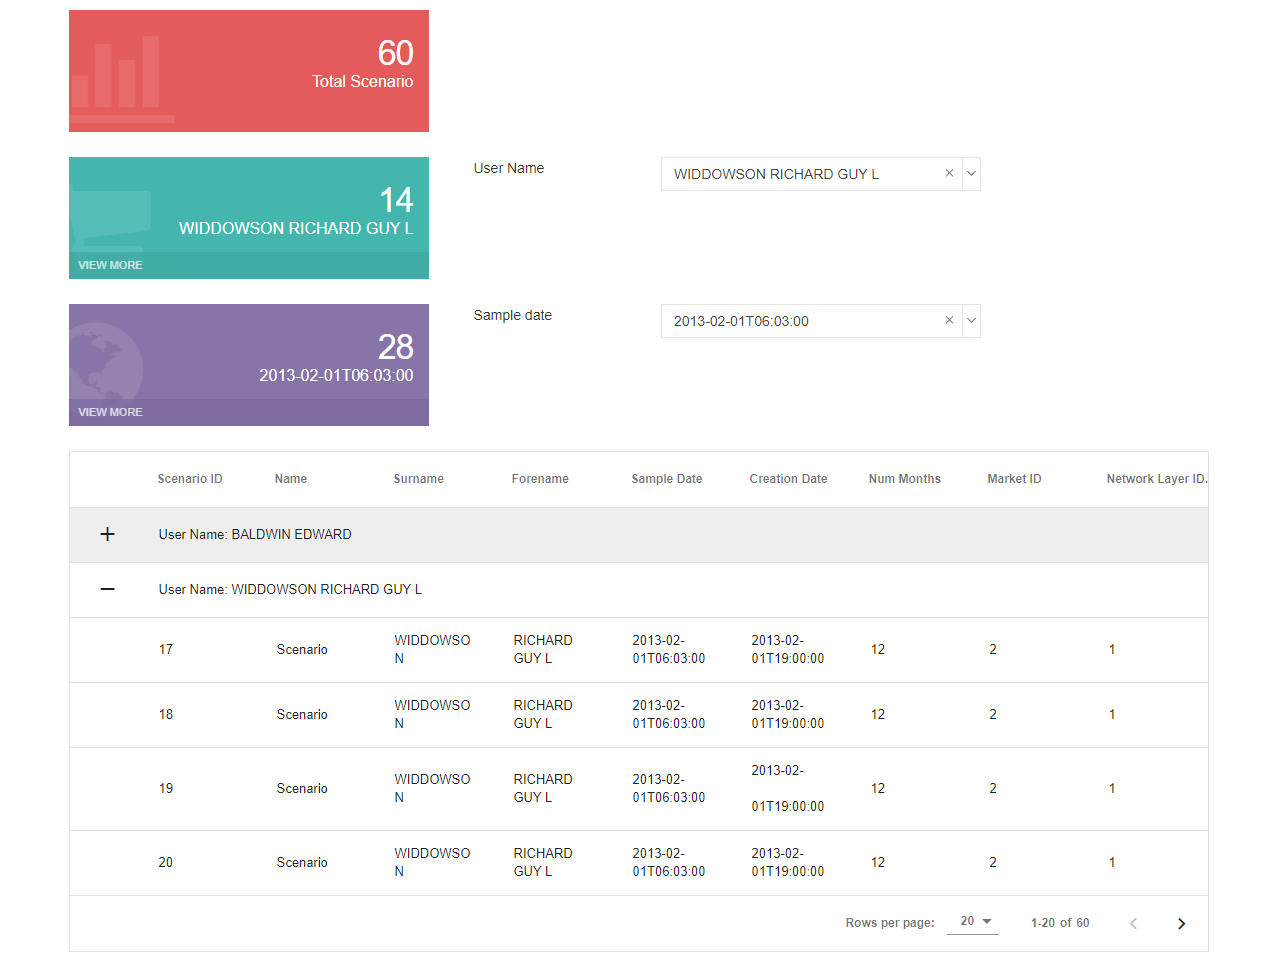 60
Total Scenario
14
WIDDOWSON RICHARD GUY L
VIEW MORE
User Name
WIDDOWSON RICHARD GUY L
28
2013-02-01T06:03:00
VIEW MORE
Sample date
2013-02-01T06:03:00
Scenario ID Name Surname Forename Sample Date Creation Date Num Months Market ID Network Layer ID.
User Name: BALDWIN EDWARD
User Name: WIDDOWSON RICHARD GUY L
17 Scenario WIDDOWSO RICHARD 2013-02- 2013-02- 12 2 1
N GUY L 01T06:03:00 01T19:00:00
18 Scenario WIDDOWSO RICHARD 2013-02- 2013-02- 12 2 1
N GUY L 01T06:03:00 01T19:00:00
19 Scenario WIDDOWSO RICHARD 2013-02- 2013-02- 12 2 1
N GUY L 01T06:03:00 01T19:00:00
20 Scenario WIDDOWSO RICHARD 2013-02- 2013-02- 12 2 1
N GUY L 01T06:03:00 01T19:00:00
Rows per page: 20 1-20 of 60